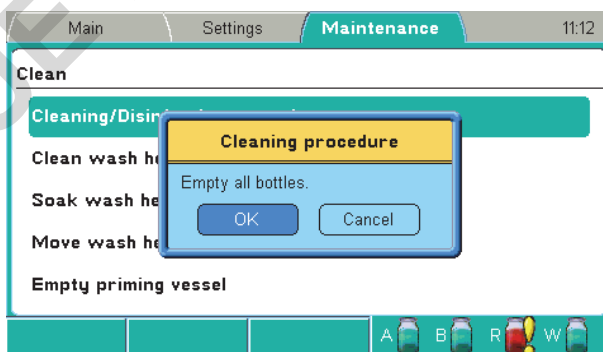 Main Settings Maintenance 11:12
Clean
Cleaning/Disin
Cleaning procedure
Clean wash he
Empty all bottles.
Soak wash he
OK Cancel
Move wash he
Empty priming vessel
A B R W